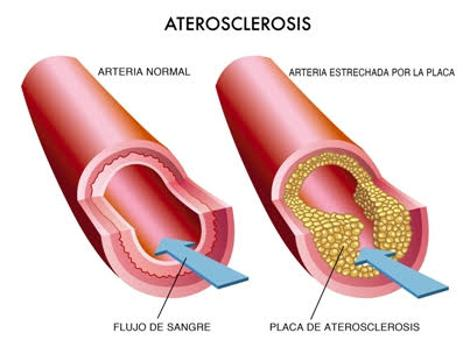 ATEROSCLEROSIS
ARTERIA NORMAL
ARTERIA ESTRECHADA POR LA PLACA
FLUJO DE SANGRE
PLACA DE ATEROSCLEROSIS